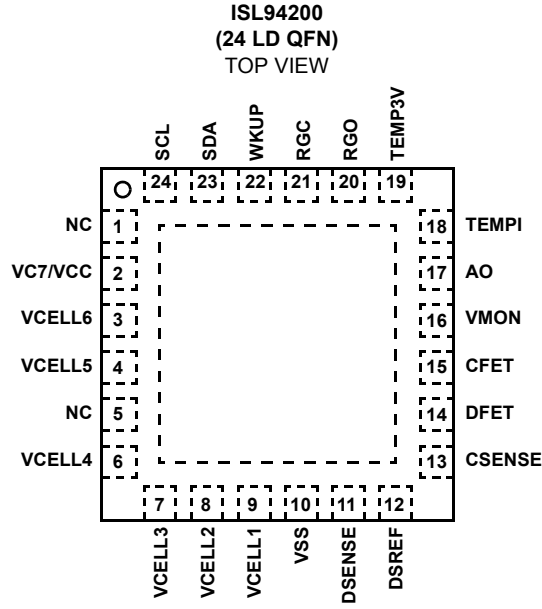 ISL94200
(24 LD QFN)
TOP VIEW
SCL
SDA
WKUP
RGC
RGO
TEMP3V
24 23 22 21 20 19
NC 1
VC7/VCC 2
VCELL6 3
VCELL5 4
NC 5
VCELL4 6
18 TEMPI
17 AO
16 VMON
15 CFET
14 DFET
13 CSENSE
7 8 9 10 11 12
VCELL3
VCELL2
VCELL1
VSS
DSENSE
DSREF